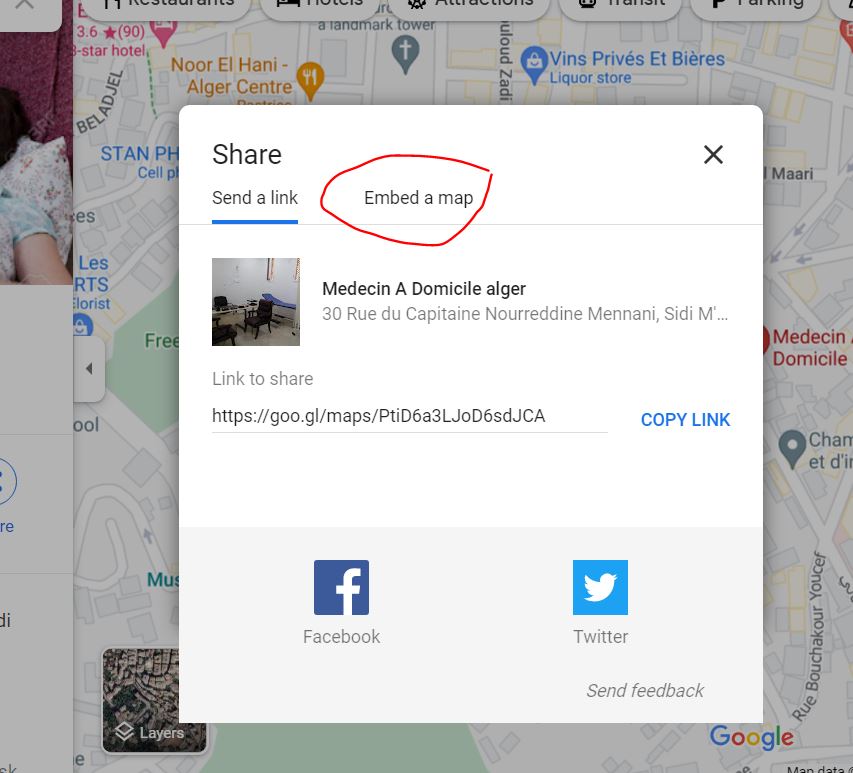 Restaurants
Hotels
Attractions
Transit
Parking
3.6 (90)
3-star hotel
a landmark tower
Noor El Hani -
Alger Centre
BELADJEL
Vins Privés Et Bières
Liquor store
STAN PH
Cell ph
Share
l Maari
Send a link
Embed a map
Les
RTS
lorist
Medecin A Domicile alger
30 Rue du Capitaine Nourreddine Mennani, Sidi M'...
Free
Medecin
Domicile
Link to share
https://goo.gl/maps/PtiD6a3LJoD6sdJCA
COPY LINK
ool
Cham
et d'in
re
Mus
Facebook
Twitter
di
Rue Bouchakour Youcef
Send feedback
Layers
Google
Map data